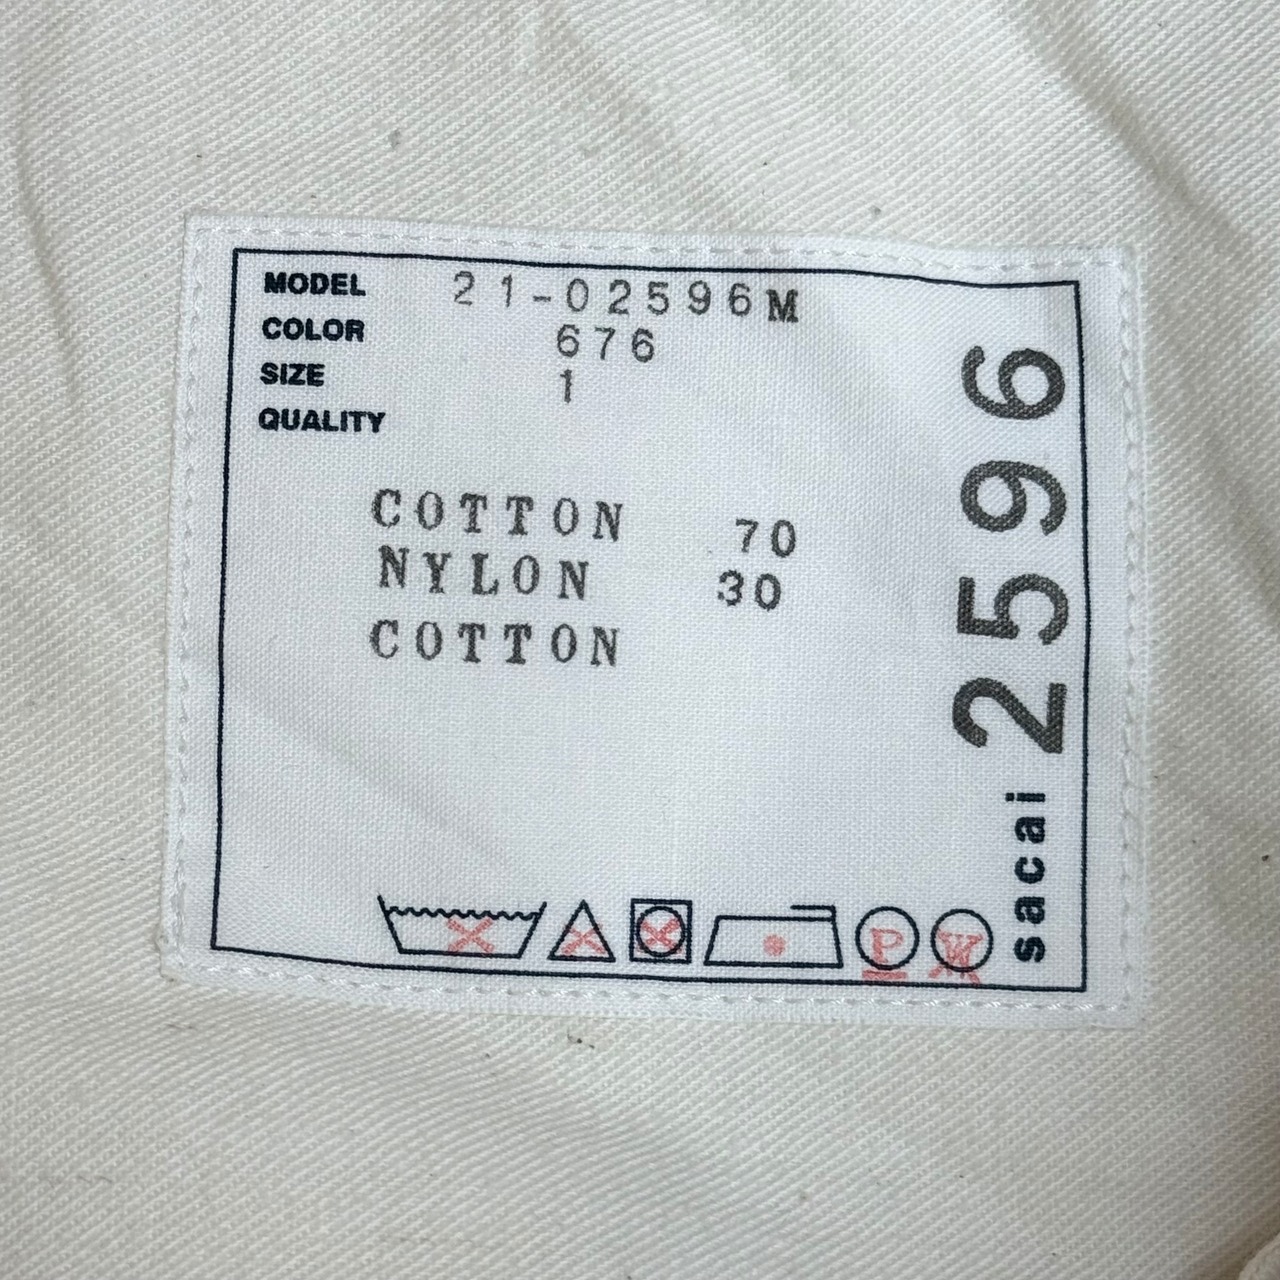 MODEL 21-02596M
COLOR 676
SIZE 1
QUALITY
COTTON 70
NYLON 30
COTTON
P W
sacai 2596